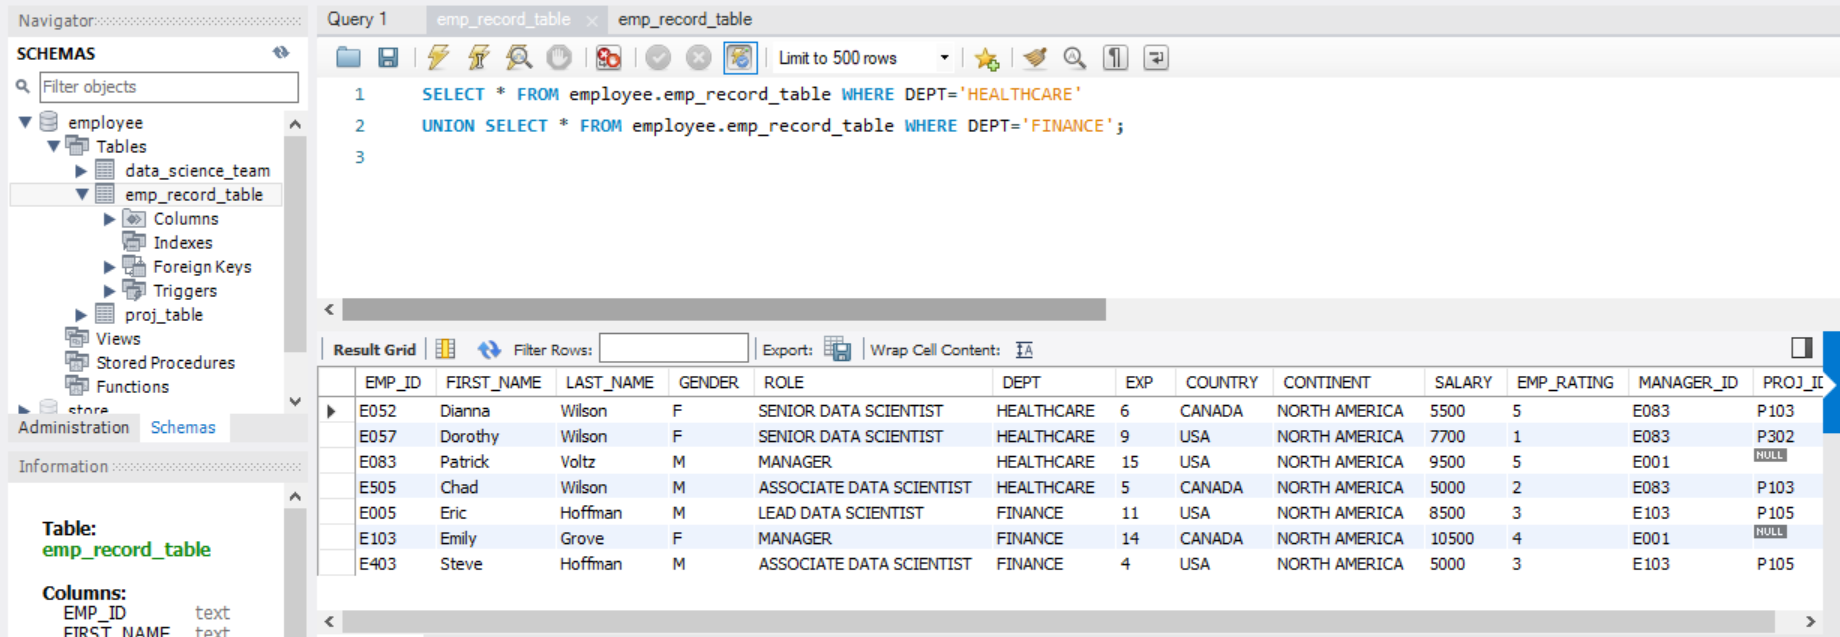 Navigator
SCHEMAS
Filter objects
employee
Tables
data_science_team
emp_record_table
Columns
Indexes
Foreign Keys
Triggers
proj_table
Views
Stored Procedures
Functions
store
Administration Schemas
Information
Table:
emp_record_table
Columns:
EMP_ID text
FIRST_NAME text
Query 1 emp_record_table × emp_record_table
Limit to 500 rows
1 SELECT * FROM employee.emp_record_table WHERE DEPT='HEALTHCARE'
2 UNION SELECT * FROM employee.emp_record_table WHERE DEPT='FINANCE';
3
Result Grid Filter Rows: Export: Wrap Cell Content:
EMP_ID FIRST_NAME LAST_NAME GENDER ROLE DEPT EXP COUNTRY CONTINENT SALARY EMP_RATING MANAGER_ID PROJ_ID
E052 Dianna Wilson F SENIOR DATA SCIENTIST HEALTHCARE 6 CANADA NORTH AMERICA 5500 5 E083 P103
E057 Dorothy Wilson F SENIOR DATA SCIENTIST HEALTHCARE 9 USA NORTH AMERICA 7700 1 E083 P302
E083 Patrick Voltz M MANAGER HEALTHCARE 15 USA NORTH AMERICA 9500 5 E001 NULL
E505 Chad Wilson M ASSOCIATE DATA SCIENTIST HEALTHCARE 5 CANADA NORTH AMERICA 5000 2 E083 P103
E005 Eric Hoffman M LEAD DATA SCIENTIST FINANCE 11 USA NORTH AMERICA 8500 3 E103 P105
E103 Emily Grove F MANAGER FINANCE 14 CANADA NORTH AMERICA 10500 4 E001 NULL
E403 Steve Hoffman M ASSOCIATE DATA SCIENTIST FINANCE 4 USA NORTH AMERICA 5000 3 E103 P105